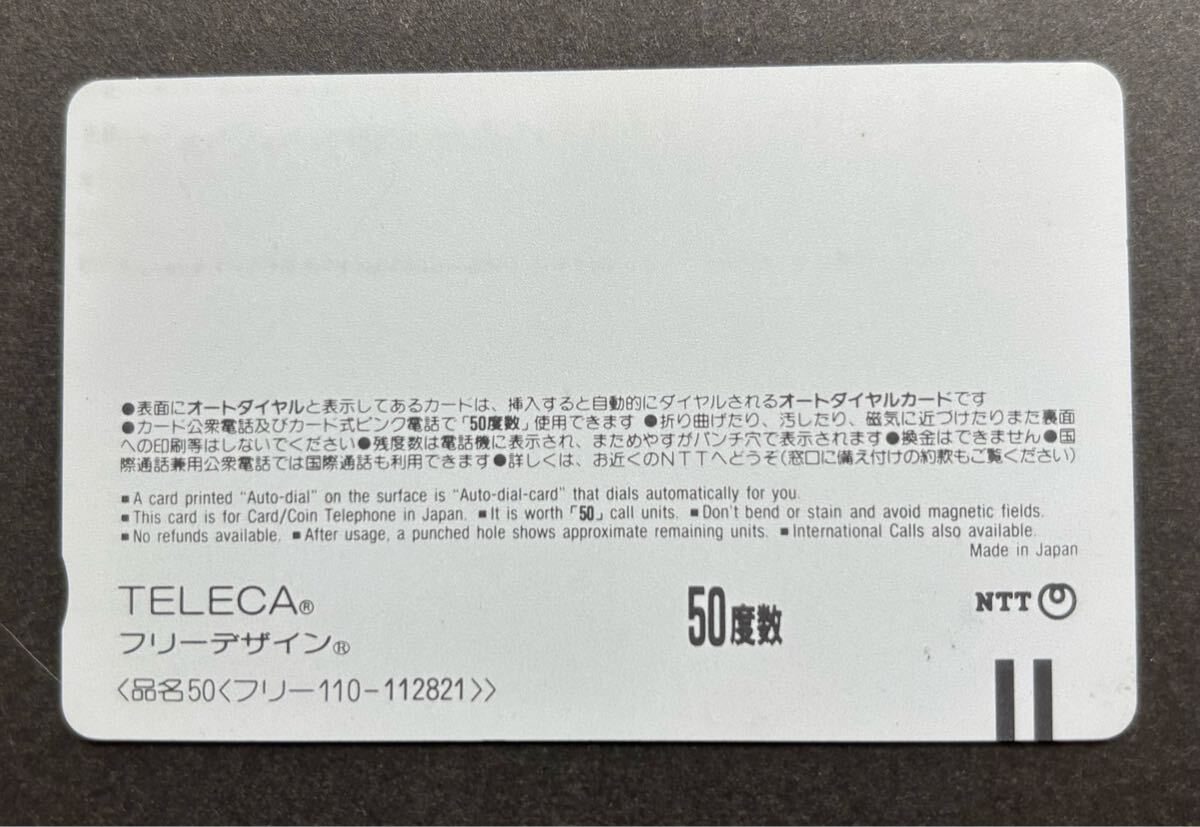 ●表面にオートダイヤルと表示してあるカードは、挿入すると自動的にダイヤルされるオートダイヤルカードです
●カード公衆電話及びカード式ピンク電話で「50度数」使用できます ●折り曲げたり、汚したり、磁気に近づけたりまた裏面
への印刷等はしないでください●残度数は電話機に表示され、まためやすがパンチ穴で表示されます●換金はできません●国
際通話兼用公衆電話では国際通話も利用できます●詳しくは、お近くのNTTへどうぞ(窓口に備え付けの約款もご覧ください)
■A card printed “Auto-dial” on the surface is “Auto-dial-card” that dials automatically for you.
■This card is for Card/Coin Telephone in Japan. ■It is worth「50」call units. ■Don't bend or stain and avoid magnetic fields.
■No refunds available. ■After usage, a punched hole shows approximate remaining units. ■International Calls also available.
Made in Japan
TELECA®
フリーデザイン®
50度数
NTT
〈品名50〈フリー110-112821〉〉